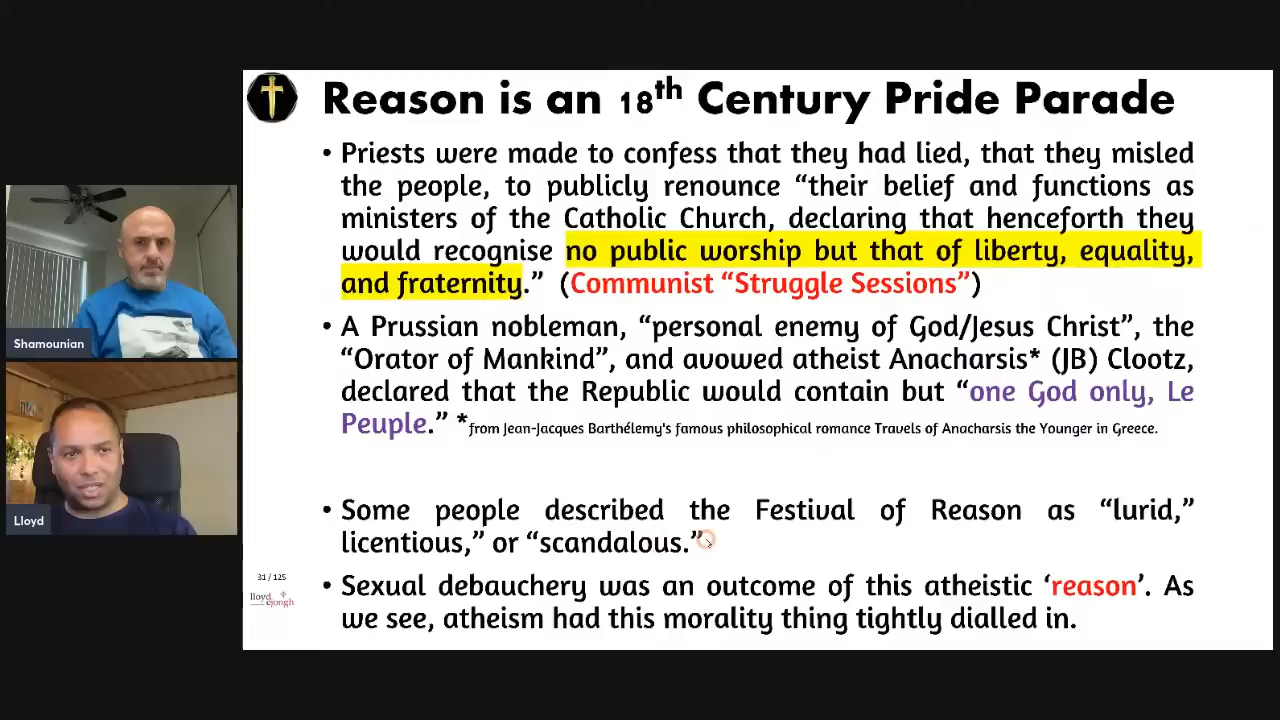 Reason is an 18th Century Pride Parade
• Priests were made to confess that they had lied, that they misled
the people, to publicly renounce “their belief and functions as
ministers of the Catholic Church, declaring that henceforth they
would recognise no public worship but that of liberty, equality,
and fraternity.” (Communist “Struggle Sessions”)
• A Prussian nobleman, “personal enemy of God/Jesus Christ”, the
“Orator of Mankind”, and avowed atheist Anacharsis* (JB) Clootz,
declared that the Republic would contain but “one God only, Le
Peuple.” *from Jean-Jacques Barthélemy's famous philosophical romance Travels of Anacharsis the Younger in Greece.
• Some people described the Festival of Reason as “lurid,”
licentious,” or “scandalous.”
• Sexual debauchery was an outcome of this atheistic ‘reason’. As
we see, atheism had this morality thing tightly dialled in.
31 / 125
lloyd
dejongh
Shamounian
Lloyd